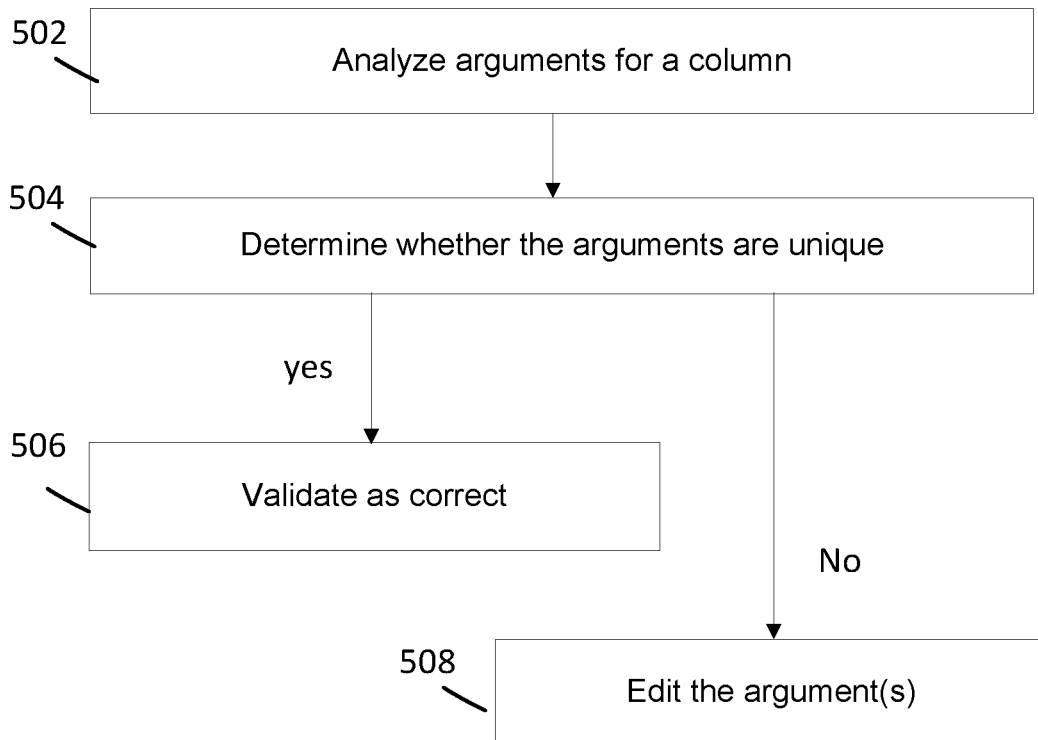 502
Analyze arguments for a column
504
Determine whether the arguments are unique
yes
506
Validate as correct
No
508
Edit the argument(s)